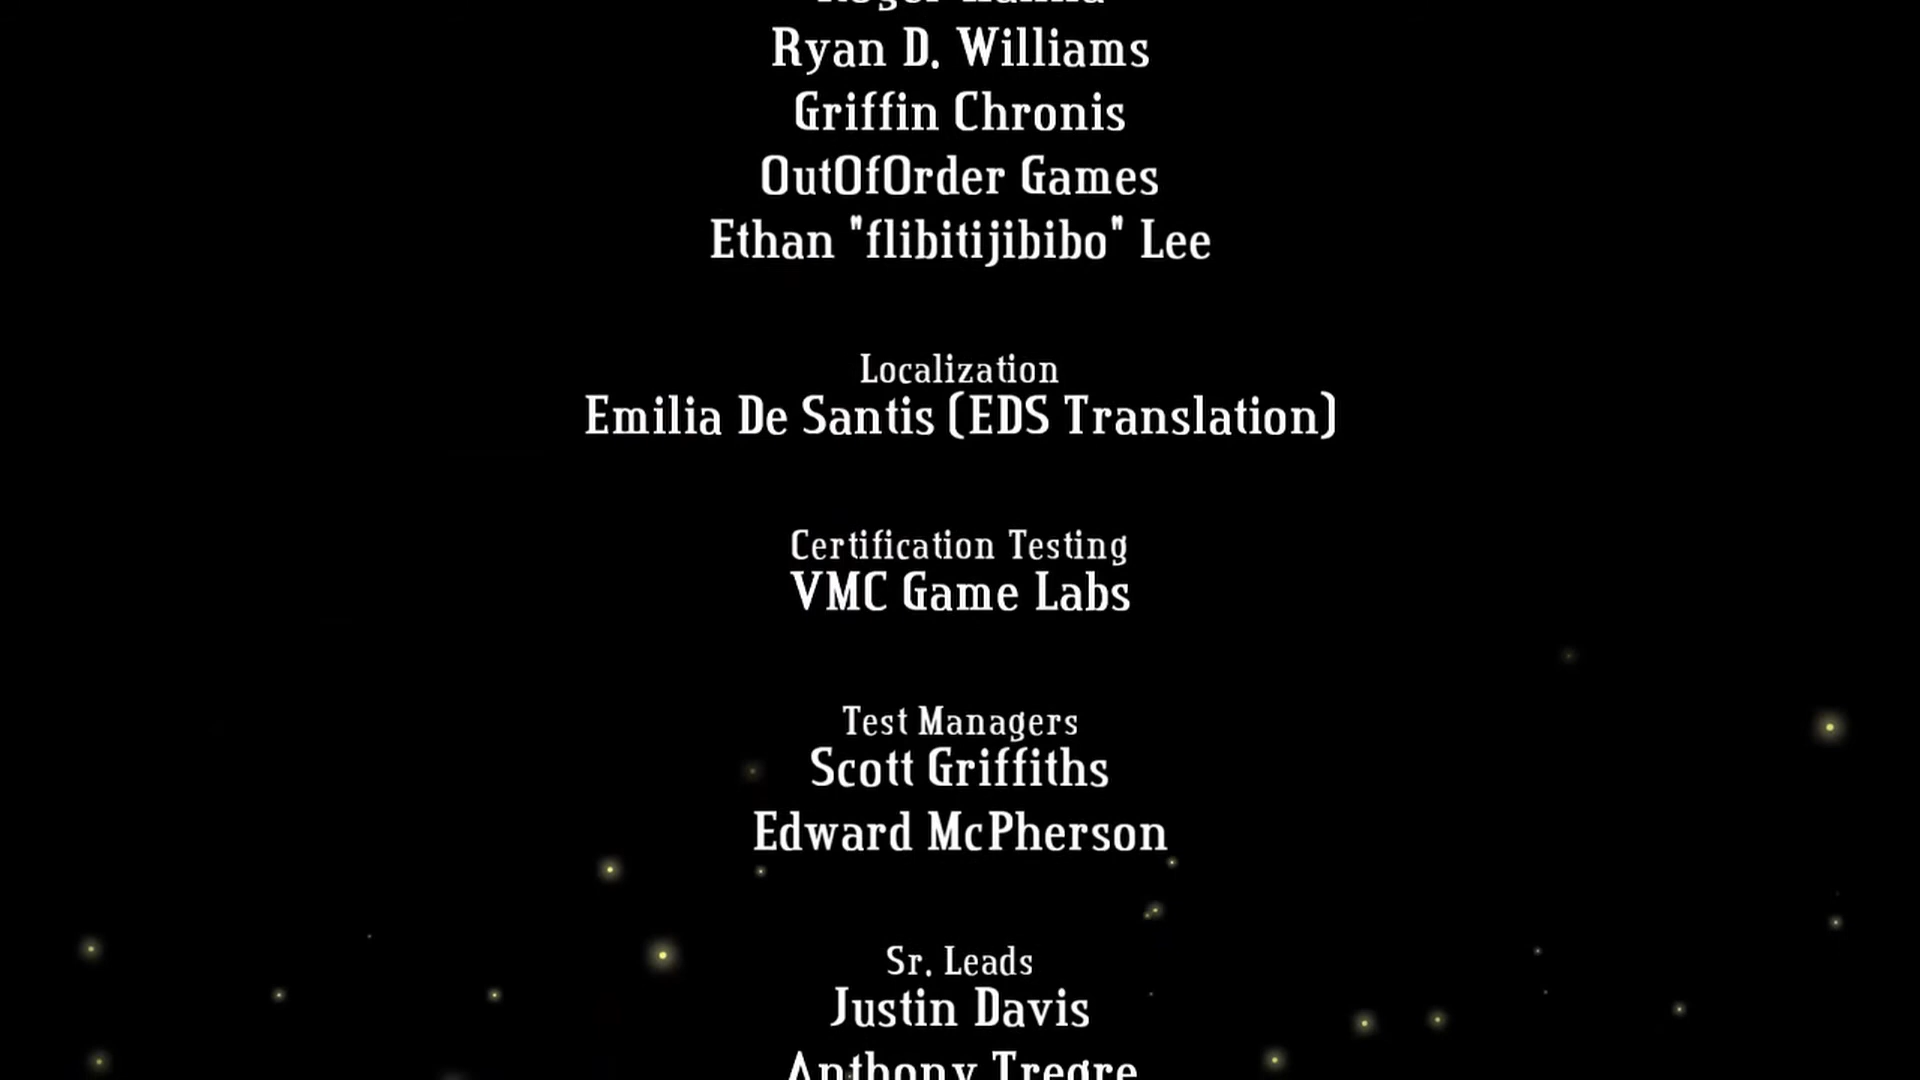 Ryan D. Williams
Griffin Chronis
OutOfOrder Games
Ethan "flibitijibibo" Lee
Localization
Emilia De Santis (EDS Translation)
Certification Testing
VMC Game Labs
Test Managers
Scott Griffiths
Edward McPherson
Sr. Leads
Justin Davis
Anthony Tregre